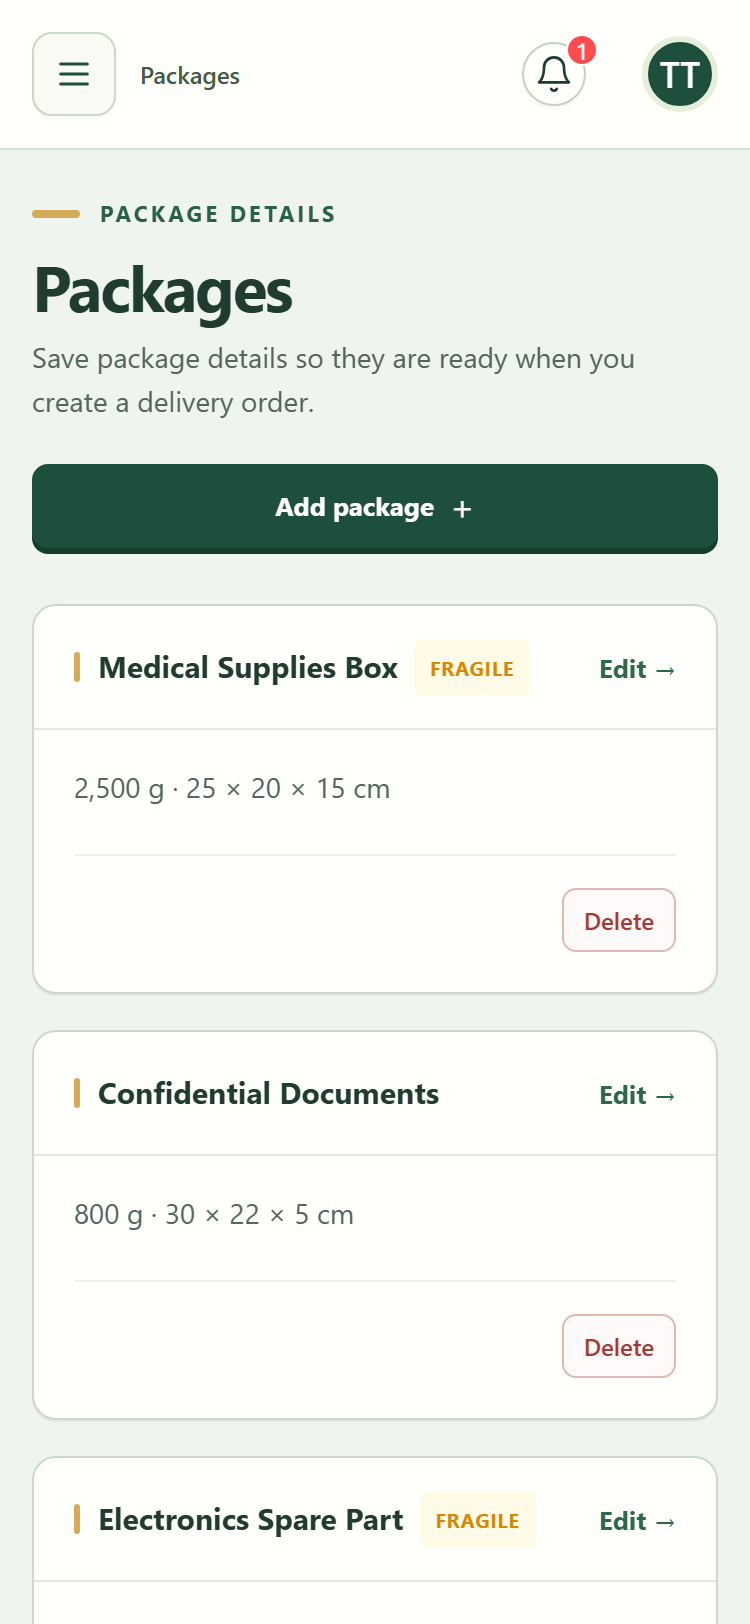 Packages
1
TT
PACKAGE DETAILS
Packages
Save package details so they are ready when you
create a delivery order.
Add package +
Medical Supplies Box FRAGILE Edit →
2,500 g · 25 × 20 × 15 cm
Delete
Confidential Documents Edit →
800 g · 30 × 22 × 5 cm
Delete
Electronics Spare Part FRAGILE Edit →